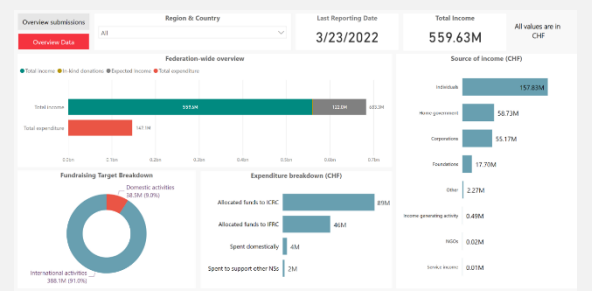 Overview submissions
Overview Data
Region & Country
All
Last Reporting Date
3/23/2022
Total Income
559.63M
All values are in
CHF
Federation-wide overview
Total income In kind donations Expected Income Total expenditure
Total income
559.6M
122.0M
Total expenditure
0.0bn 0.1bn 0.2bn 0.3bn 0.4bn 0.5bn 0.6bn 0.7bn
Source of income (CHF)
Individuals 157.83M
Home government 58.73M
Corporations 55.17M
Foundations 17.70M
Other 2.27M
Income generating activity 0.49M
NGOs 0.02M
Service income 0.01M
Fundraising Target Breakdown
Domestic activities
38.3M (9.0%)
International activities
388.1M (91.0%)
Expenditure breakdown (CHF)
Allocated funds to ICRC 89M
Allocated funds to IFRC 46M
Spent domestically 4M
Spent to support other NSs 2M